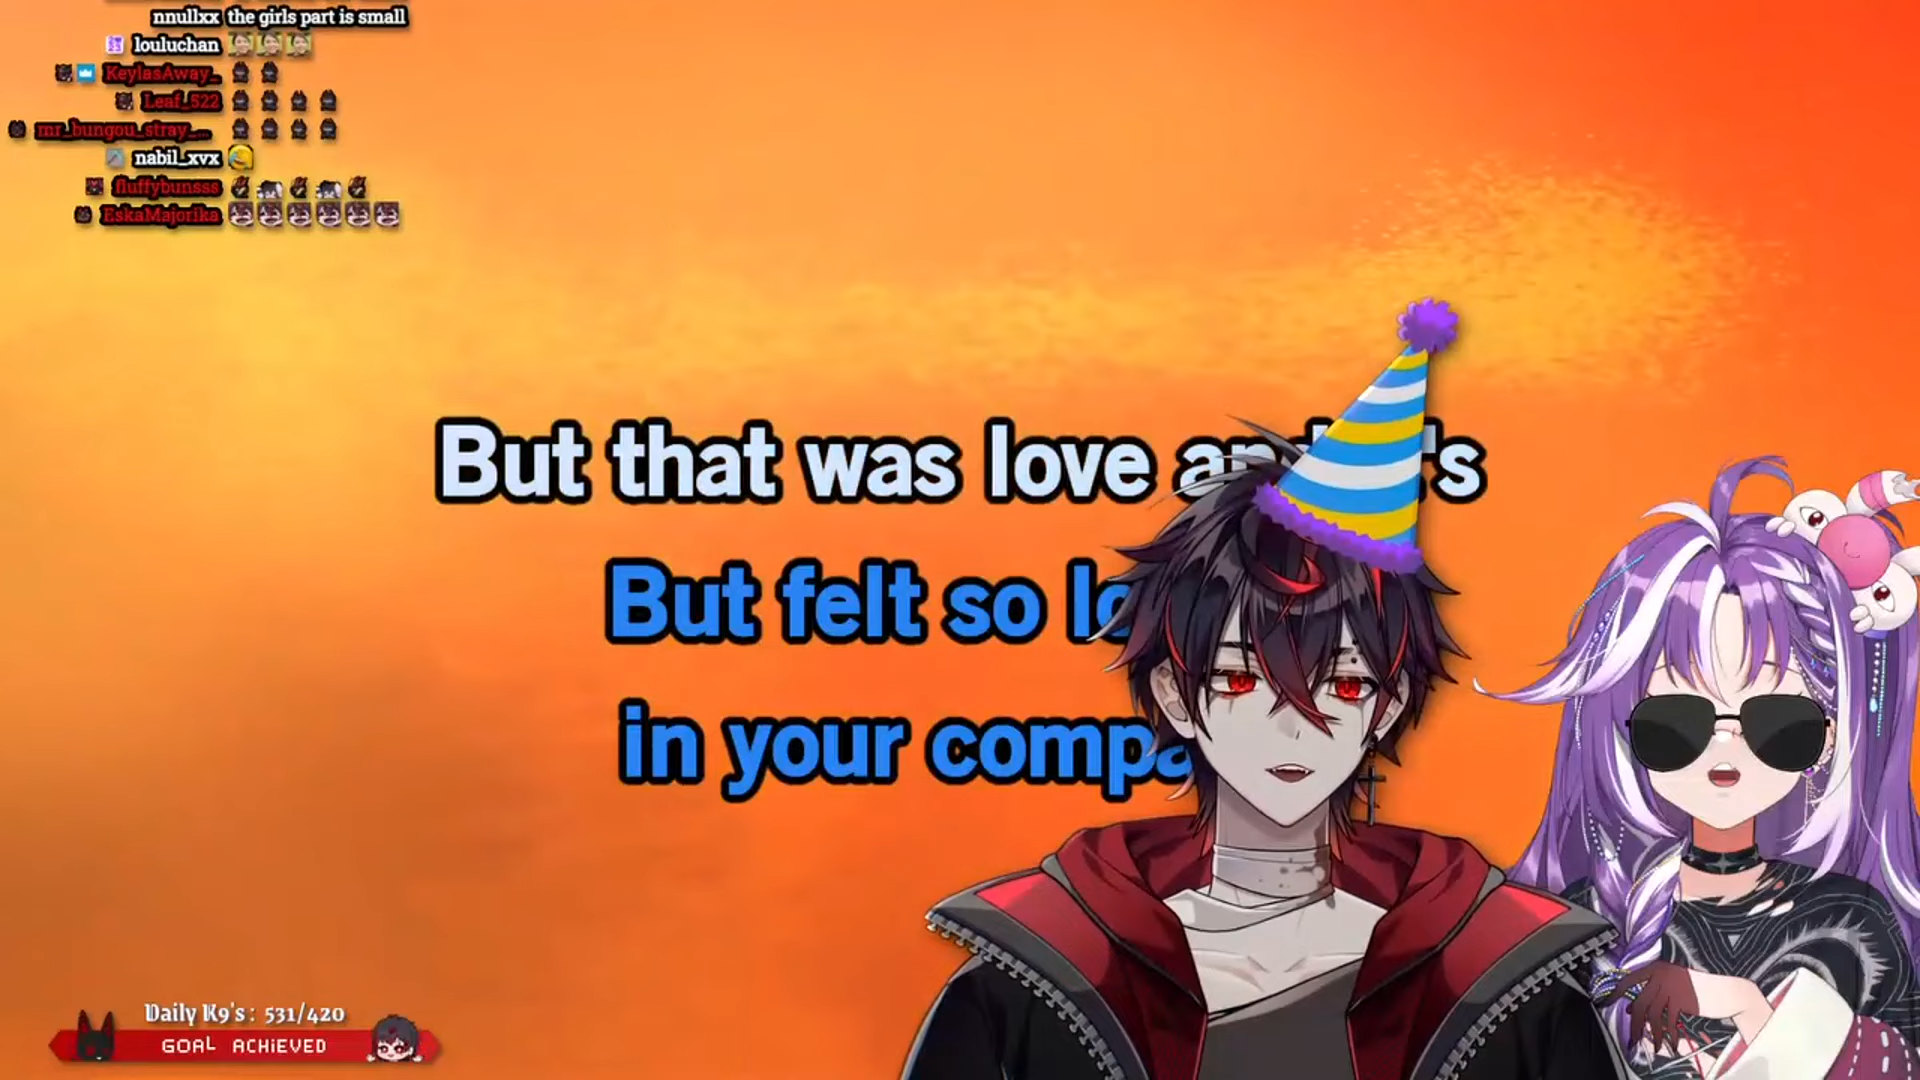 nnullxx the girls part is small
louluchan
KeylasAway_
Leaf_522
mr_bungou_stray_...
nabil_xvx
fluffybunsss
EskaMajorika
But that was love an 's
But felt so lo
in your compa
Daily K9's: 531/420
GOAL ACHiEVED